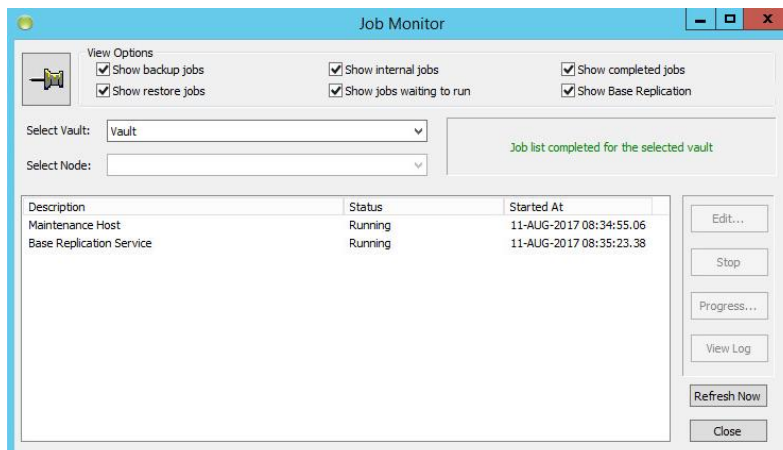 Job Monitor
View Options
Show backup jobs
Show internal jobs
Show completed jobs
Show restore jobs
Show jobs waiting to run
Show Base Replication
Select Vault:
Vault
Job list completed for the selected vault
Select Node:
Description Status Started At
Maintenance Host Running 11-AUG-2017 08:34:55.06
Base Replication Service Running 11-AUG-2017 08:35:23.38
Edit...
Stop
Progress...
View Log
Refresh Now
Close